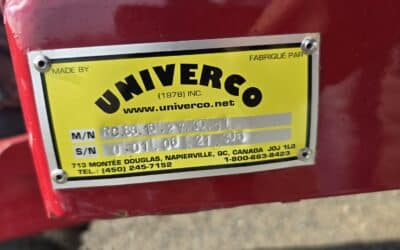 MADE BY
FABRIQUÉ PAR
UNIVERCO
(1978) INC.
www.univerco.net
M/N
S/N
713 MONTÉE DOUGLAS, NAPIERVILLE, QC, CANADA J0J 1L0
TEL.: (450) 245-7152 1-800-663-8423